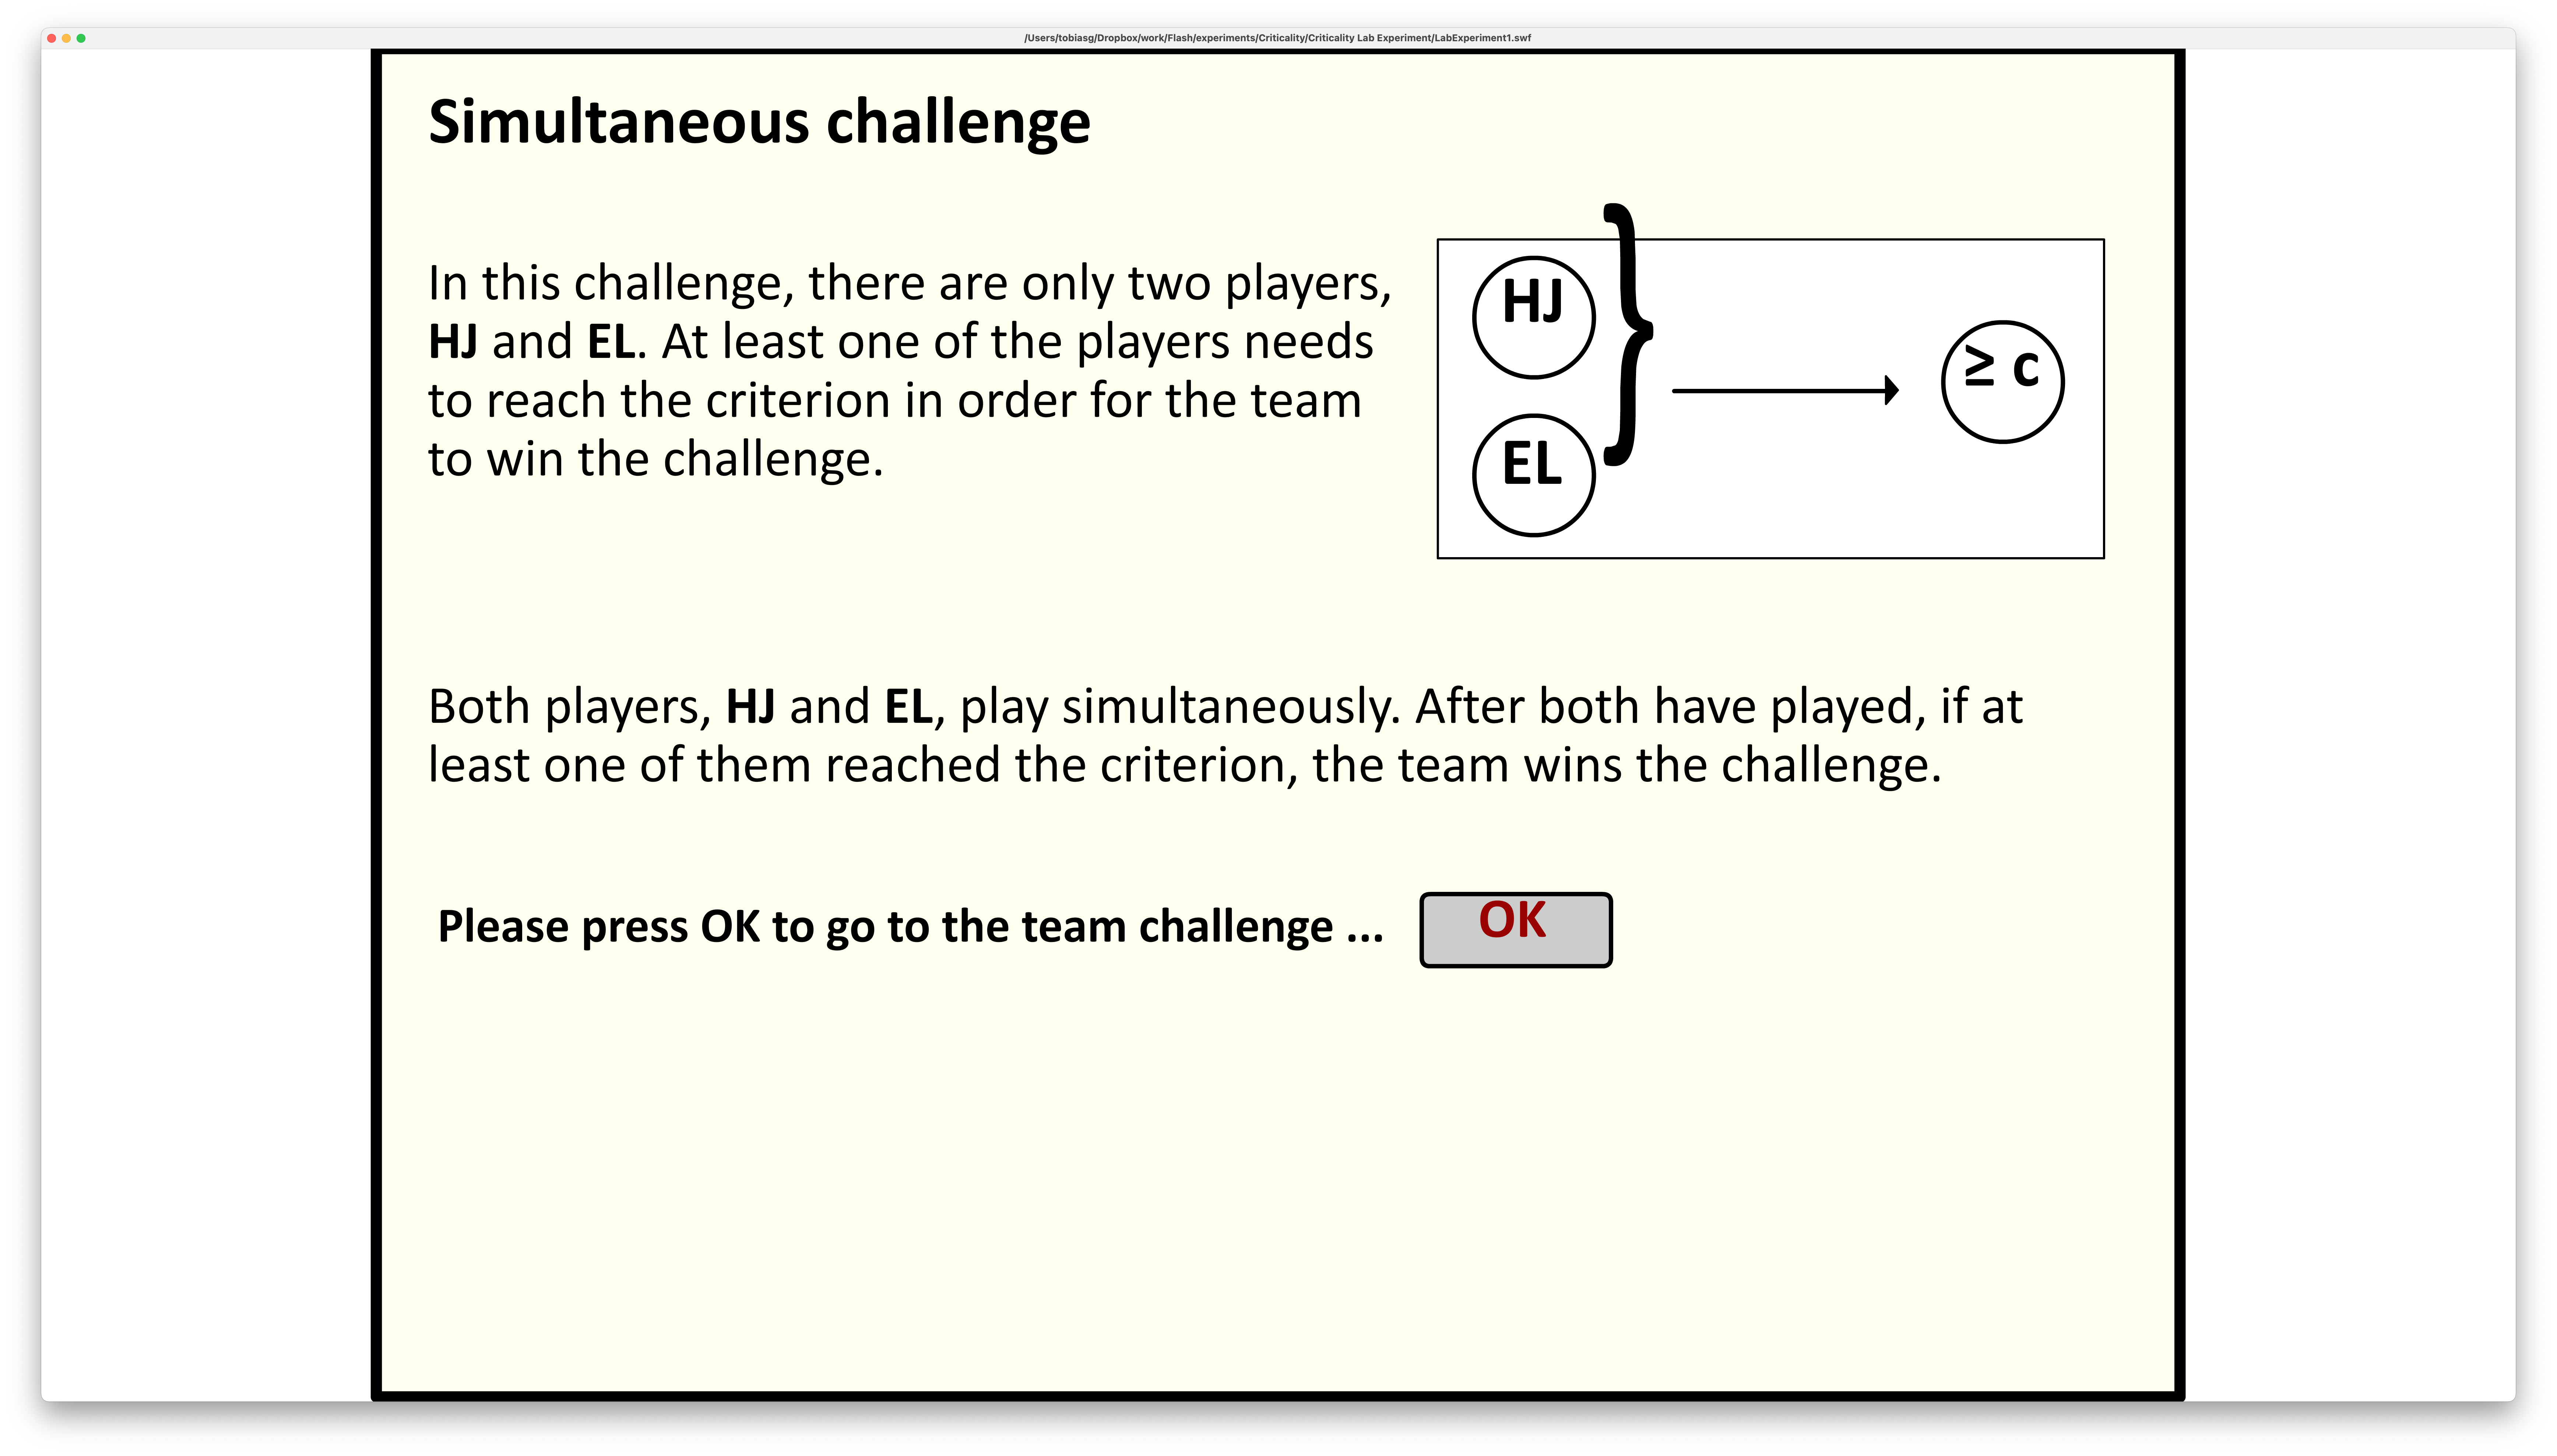 /Users/tobiasg/Dropbox/work/Flash/experiments/Criticality/Criticality Lab Experiment/LabExperiment1.swf
Simultaneous challenge
In this challenge, there are only two players,
HJ and EL. At least one of the players needs
to reach the criterion in order for the team
to win the challenge.
HJ
}
EL
≥ c
Both players, HJ and EL, play simultaneously. After both have played, if at
least one of them reached the criterion, the team wins the challenge.
Please press OK to go to the team challenge ...
OK